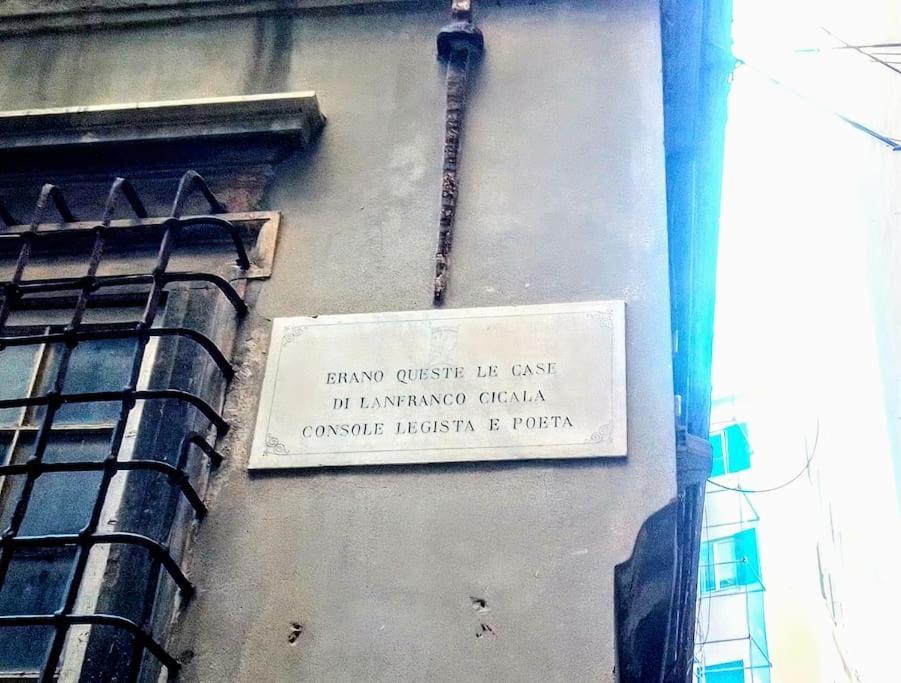 ERANO QUESTE LE CASE
DI LANFRANCO CICALA
CONSOLE LEGISTA E POETA